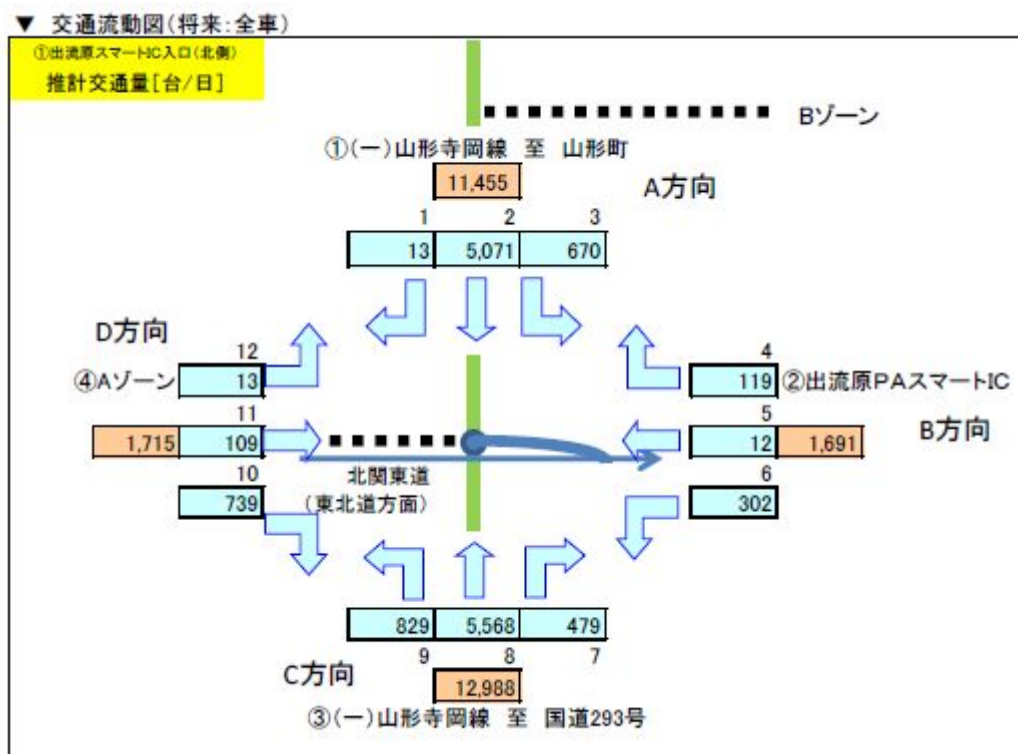 ▼ 交通流動図(将来:全車)
①出流原スマートIC入口(北側)
推計交通量[台/日]
Bゾーン
①(一)山形寺岡線 至 山形町
11,455
A方向
1 2 3
13 5,071 670
D方向
12
4
④Aゾーン 13
119 ②出流原PAスマートIC
11
5
1,715 109
12 1,691
B方向
10
北関東道
6
739
(東北道方面)
302
829 5,568 479
9 8 7
C方向
12,988
③(一)山形寺岡線 至 国道293号